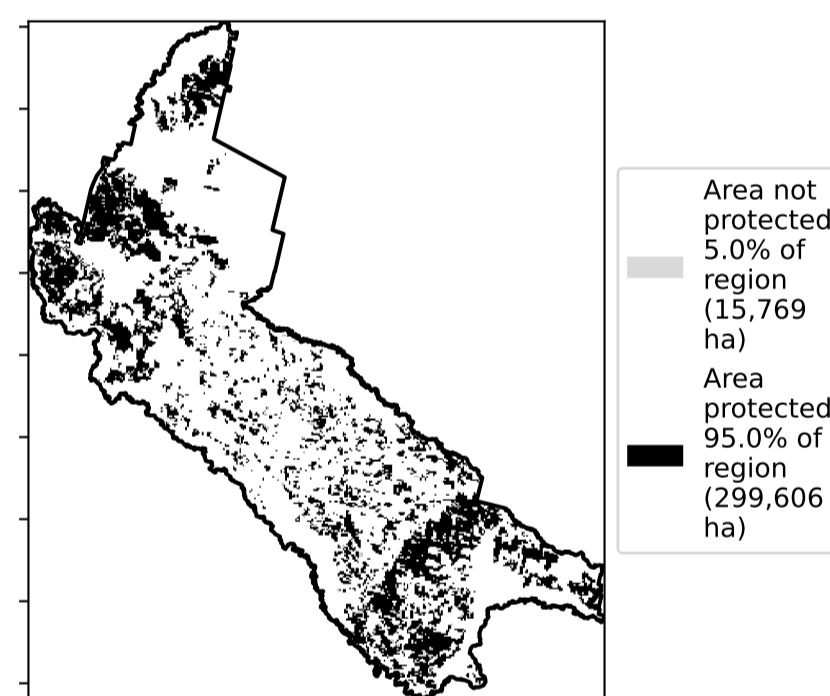 Area not
protected
5.0% of
region
(15,769
ha)
Area
protected
95.0% of
region
(299,606
ha)